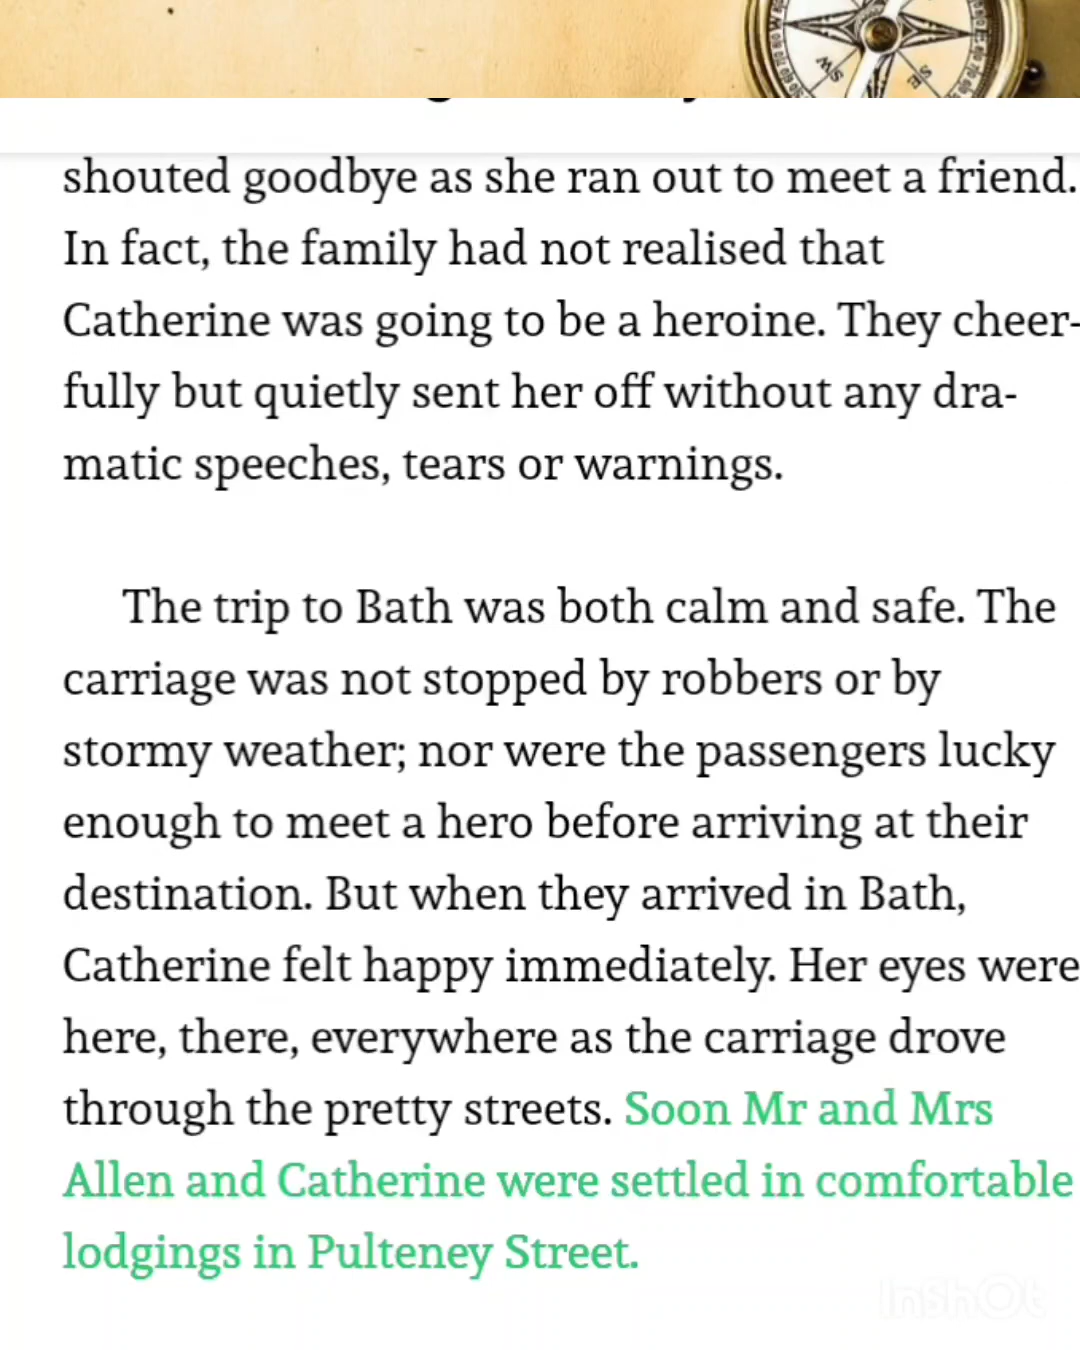 shouted goodbye as she ran out to meet a friend.
In fact, the family had not realised that
Catherine was going to be a heroine. They cheer-
fully but quietly sent her off without any dra-
matic speeches, tears or warnings.
The trip to Bath was both calm and safe. The
carriage was not stopped by robbers or by
stormy weather; nor were the passengers lucky
enough to meet a hero before arriving at their
destination. But when they arrived in Bath,
Catherine felt happy immediately. Her eyes were
here, there, everywhere as the carriage drove
through the pretty streets. Soon Mr and Mrs
Allen and Catherine were settled in comfortable
lodgings in Pulteney Street.
InShOt